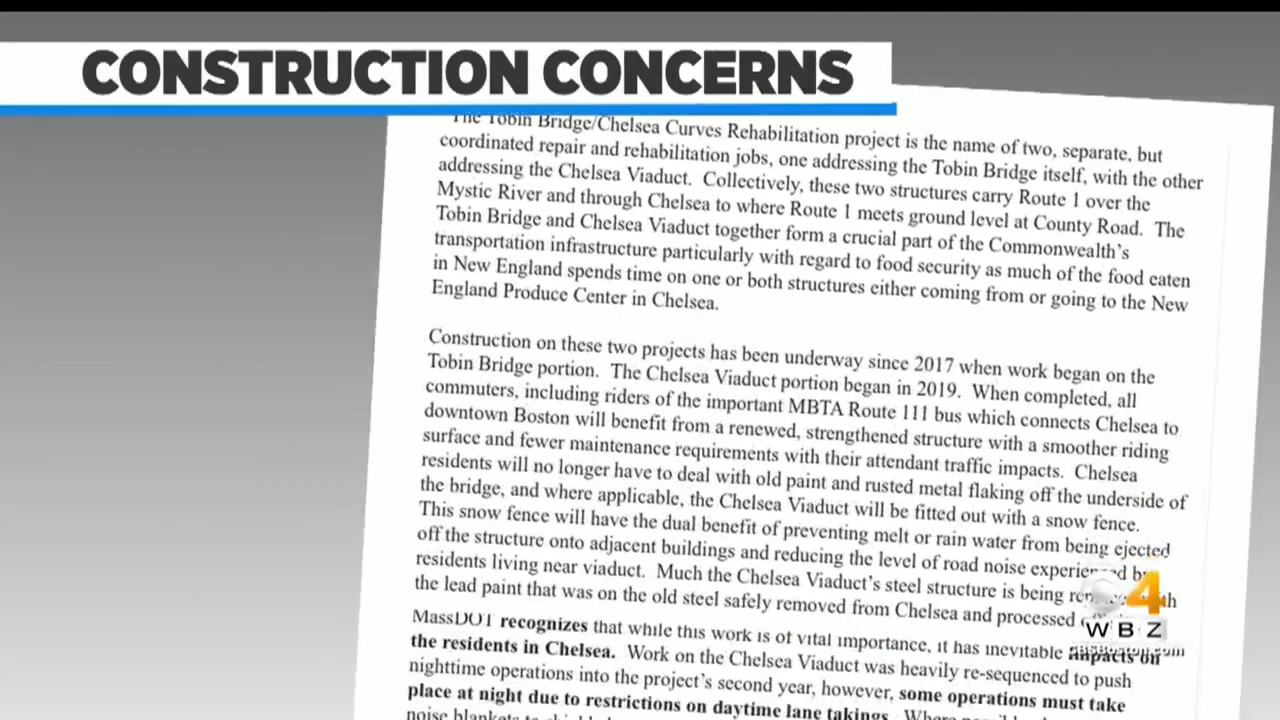 CONSTRUCTION CONCERNS
The Tobin Bridge/Chelsea Curves Rehabilitation project is the name of two, separate, but
coordinated repair and rehabilitation jobs, one addressing the Tobin Bridge itself, with the other
addressing the Chelsea Viaduct. Collectively, these two structures carry Route 1 over the
Mystic River and through Chelsea to where Route 1 meets ground level at County Road. The
Tobin Bridge and Chelsea Viaduct together form a crucial part of the Commonwealth's
transportation infrastructure particularly with regard to food security as much of the food eaten
in New England spends time on one or both structures either coming from or going to the New
England Produce Center in Chelsea.
Construction on these two projects has been underway since 2017 when work began on the
Tobin Bridge portion. The Chelsea Viaduct portion began in 2019. When completed, all
commuters, including riders of the important MBTA Route 111 bus which connects Chelsea to
downtown Boston will benefit from a renewed, strengthened structure with a smoother riding
surface and fewer maintenance requirements with their attendant traffic impacts. Chelsea
residents will no longer have to deal with old paint and rusted metal flaking off the underside of
the bridge, and where applicable, the Chelsea Viaduct will be fitted out with a snow fence.
This snow fence will have the dual benefit of preventing melt or rain water from being ejected
off the structure onto adjacent buildings and reducing the level of road noise experienced by
residents living near viaduct. Much the Chelsea Viaduct's steel structure is being
the lead paint that was on the old steel safely removed from Chelsea and processed
MassDOT recognizes that while this work is of vital importance, it has inevitable impacts on
the residents in Chelsea. Work on the Chelsea Viaduct was heavily re-sequenced to push
nighttime operations into the project's second year, however, some operations must take
place at night due to restrictions on daytime lane takings. Where
noise blankets to
4
WBZ
CBSBoston.com